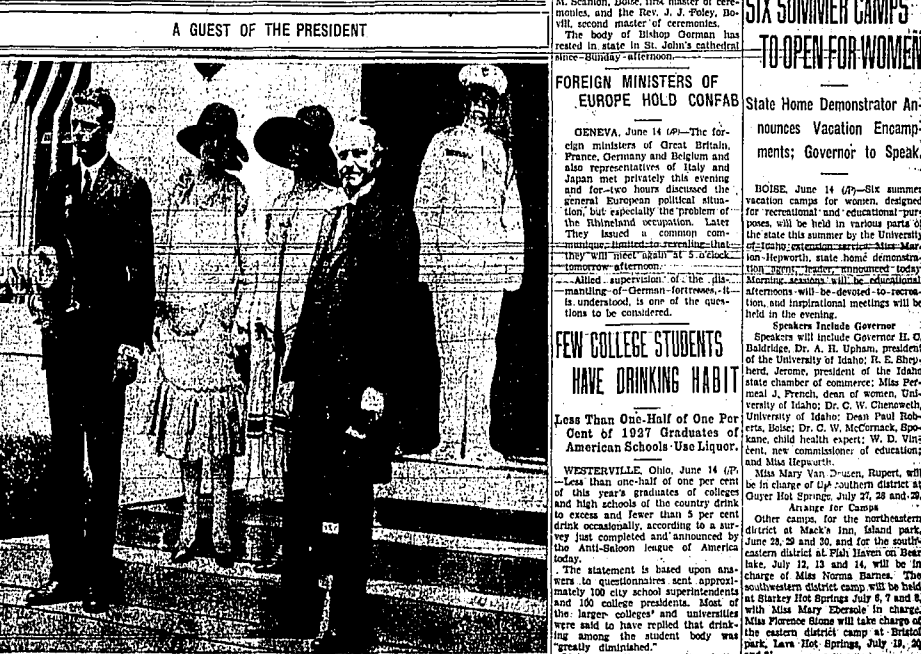 A GUEST OF THE PRESIDENT
M. Scanlon, Boise, first master of cere-
monies, and the Rev. J. J. Foley, Bo-
vill, second master of ceremonies.
The body of Bishop Gorman has
rested in state in St. John's cathedral
since Sunday afternoon.
FOREIGN MINISTERS OF
EUROPE HOLD CONFAB
GENEVA, June 14 (AP)—The for-
eign ministers of Great Britain,
France, Germany and Belgium and
also representatives of Italy and
Japan met privately this evening
and for two hours discussed the
general European political situa-
tion, but especially the problem of
the Rhineland occupation. Later
they issued a common com-
munique, limited to revealing that
they will meet again at 5 o'clock
tomorrow afternoon.
Allied supervision of the dis-
mantling of German fortresses, it
is understood, is one of the ques-
tions to be considered.
FEW COLLEGE STUDENTS
HAVE DRINKING HABIT
Less Than One-Half of One Per
Cent of 1927 Graduates of
American Schools Use Liquor.
WESTERVILLE, Ohio, June 14 (AP)
—Less than one-half of one per cent
of this year's graduates of colleges
and high schools of the country drink
to excess and fewer than 5 per cent
drink occasionally, according to a sur-
vey just completed and announced by
the Anti-Saloon league of America
today.
The statement is based upon ans-
wers to questionnaires sent approxi-
mately 100 city school superintendents
and 100 college presidents. Most of
the larger colleges and universities
were said to have replied that drink-
ing among the student body was
"greatly diminished."
SIX SUMMER CAMPS
TO OPEN FOR WOMEN
State Home Demonstrator An-
nounces Vacation Encamp-
ments; Governor to Speak.
BOISE, June 14 (AP)—Six summer
vacation camps for women, designed
for recreational and educational pur-
poses, will be held in various parts of
the state this summer by the University
of Idaho extension service, Miss Mar-
ion Hepworth, state home demonstra-
tion agent leader, announced today.
Morning sessions will be educational
afternoons will be devoted to recrea-
tion, and inspirational meetings will be
held in the evening.
Speakers Include Governor
Speakers will include Governor H. C.
Baldridge, Dr. A. H. Upham, president
of the University of Idaho; R. E. Shep-
herd, Jerome, president of the Idaho
state chamber of commerce; Miss Per-
meal J. French, dean of women, Uni-
versity of Idaho; Dr. C. W. Chenoweth,
University of Idaho; Dean Paul Rob-
erts, Boise; Dr. C. W. McCormack, Spo-
kane, child health expert; W. D. Vin-
cent, new commissioner of education;
and Miss Hepworth.
Miss Mary Van Deusen, Rupert, will
be in charge of the southern district at
Guyer Hot Springs, July 27, 28 and 29.
Arrange for Camps
Other camps, for the northeastern
district at Mack's Inn, Island park,
June 28, 29 and 30, and for the south-
eastern district at Fish Haven on Bear
lake, July 12, 13 and 14, will be in
charge of Miss Norma Barnes. The
southwestern district camp will be held
at Starkey Hot Springs July 6, 7 and 8,
with Miss Mary Ebersole in charge.
Miss Florence Stone will take charge of
the eastern district camp at Bristol
park, Lava Hot Springs, July 19, 20